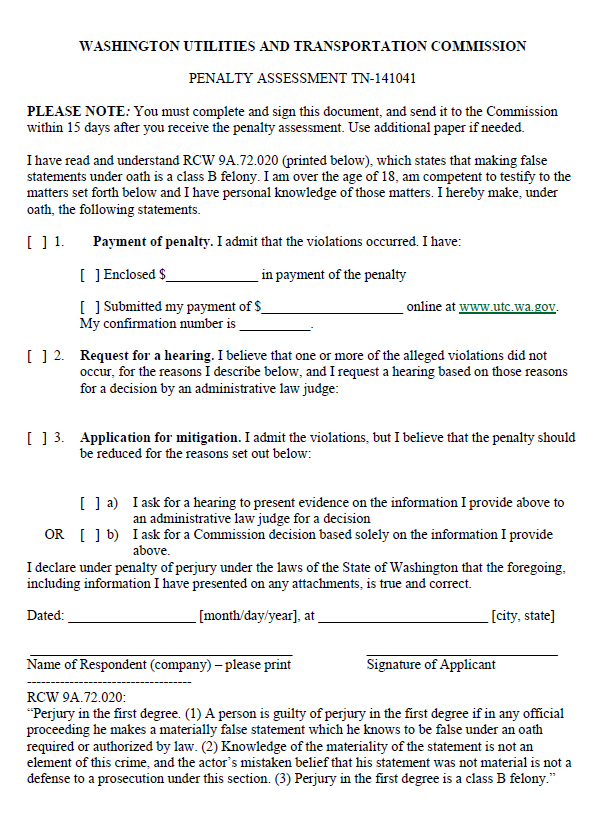 WASHINGTON UTILITIES AND TRANSPORTATION COMMISSION
PENALTY ASSESSMENT TN-141041
PLEASE NOTE: You must complete and sign this document, and send it to the Commission
within 15 days after you receive the penalty assessment. Use additional paper if needed.
I have read and understand RCW 9A.72.020 (printed below), which states that making false
statements under oath is a class B felony. I am over the age of 18, am competent to testify to the
matters set forth below and I have personal knowledge of those matters. I hereby make, under
oath, the following statements.
[ ] 1. Payment of penalty. I admit that the violations occurred. I have:
[ ] Enclosed $_____________ in payment of the penalty
[ ] Submitted my payment of $____________________ online at www.utc.wa.gov.
My confirmation number is __________.
[ ] 2. Request for a hearing. I believe that one or more of the alleged violations did not
occur, for the reasons I describe below, and I request a hearing based on those reasons
for a decision by an administrative law judge:
[ ] 3. Application for mitigation. I admit the violations, but I believe that the penalty should
be reduced for the reasons set out below:
[ ] a) I ask for a hearing to present evidence on the information I provide above to
an administrative law judge for a decision
OR [ ] b) I ask for a Commission decision based solely on the information I provide
above.
I declare under penalty of perjury under the laws of the State of Washington that the foregoing,
including information I have presented on any attachments, is true and correct.
Dated: __________________ [month/day/year], at ________________________ [city, state]
_____________________________________ ___________________________
Name of Respondent (company) – please print Signature of Applicant
-----------------------------------
RCW 9A.72.020:
“Perjury in the first degree. (1) A person is guilty of perjury in the first degree if in any official
proceeding he makes a materially false statement which he knows to be false under an oath
required or authorized by law. (2) Knowledge of the materiality of the statement is not an
element of this crime, and the actor’s mistaken belief that his statement was not material is not a
defense to a prosecution under this section. (3) Perjury in the first degree is a class B felony.”